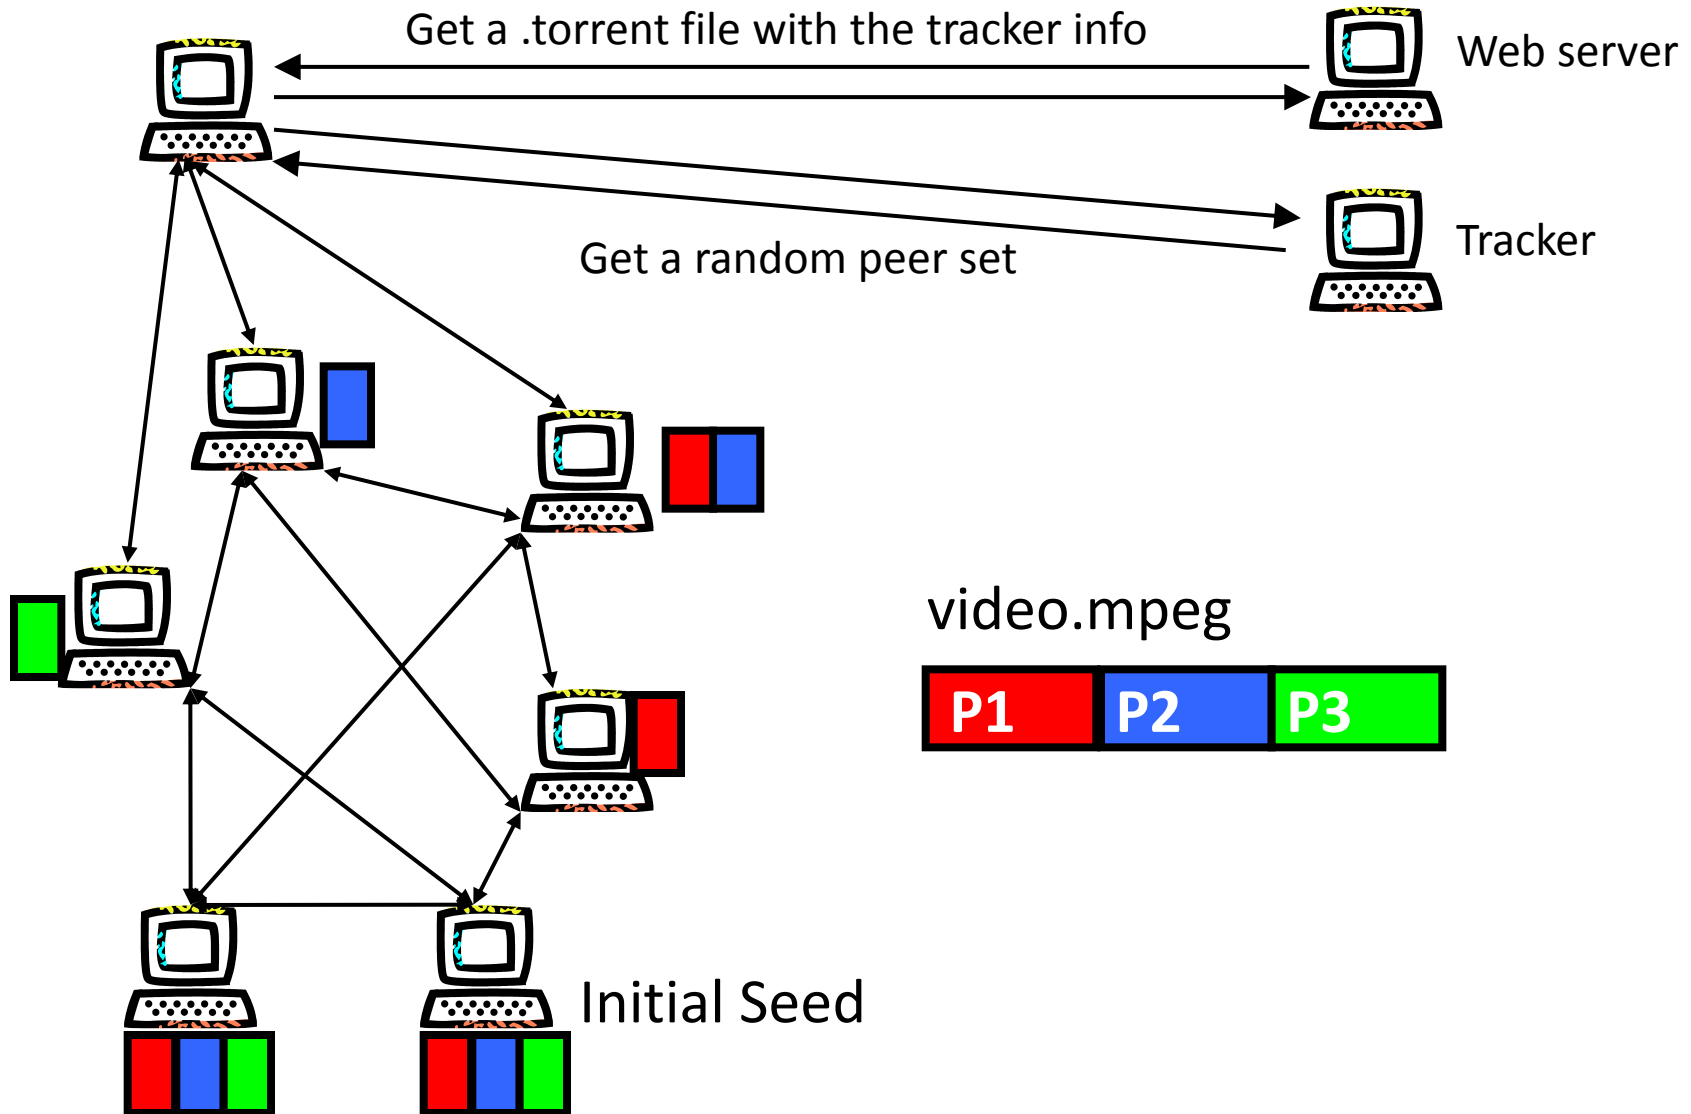 Get a .torrent file with the tracker info
Web server
Tracker
Get a random peer set
video.mpeg
P1 P2 P3
Initial Seed